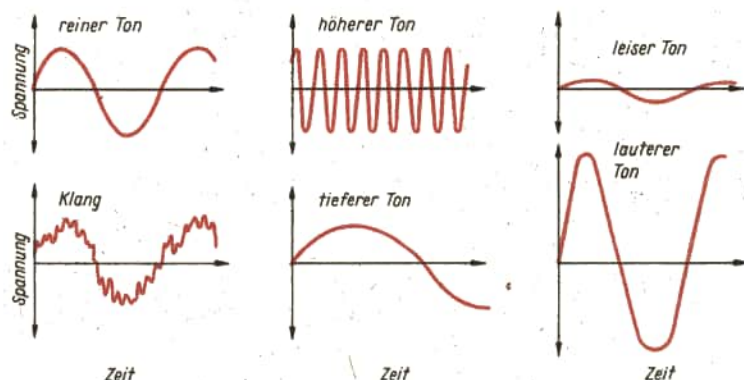 reiner Ton
Spannung
höherer Ton
leiser Ton
lauterer
Ton
Klang
Spannung
tieferer Ton
Zeit
Zeit
Zeit